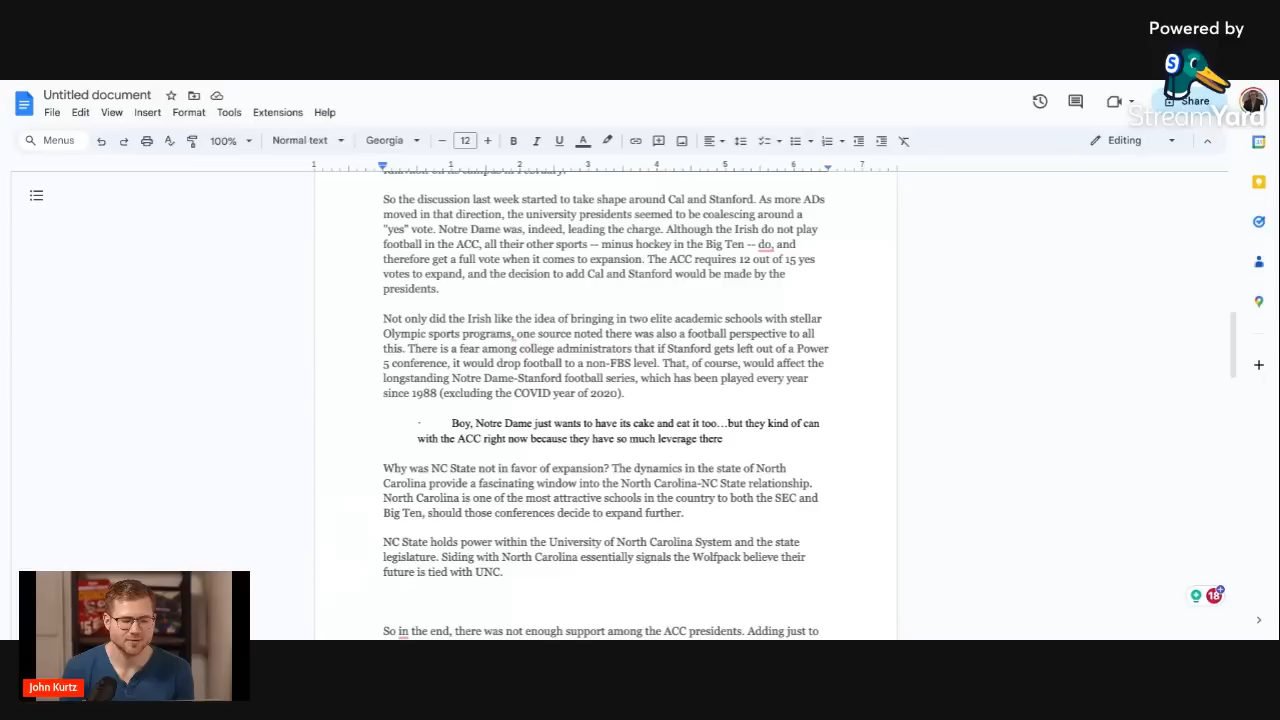 Powered by
StreamYard
Untitled document
Share
File Edit View Insert Format Tools Extensions Help
Menus 100% Normal text Georgia 12 Editing
1 1 2 3 4 5 6 7
So the discussion last week started to take shape around Cal and Stanford. As more ADs
moved in that direction, the university presidents seemed to be coalescing around a
"yes" vote. Notre Dame was, indeed, leading the charge. Although the Irish do not play
football in the ACC, all their other sports -- minus hockey in the Big Ten -- do, and
therefore get a full vote when it comes to expansion. The ACC requires 12 out of 15 yes
votes to expand, and the decision to add Cal and Stanford would be made by the
presidents.
Not only did the Irish like the idea of bringing in two elite academic schools with stellar
Olympic sports programs, one source noted there was also a football perspective to all
this. There is a fear among college administrators that if Stanford gets left out of a Power
5 conference, it would drop football to a non-FBS level. That, of course, would affect the
longstanding Notre Dame-Stanford football series, which has been played every year
since 1988 (excluding the COVID year of 2020).
· Boy, Notre Dame just wants to have its cake and eat it too…but they kind of can
with the ACC right now because they have so much leverage there
Why was NC State not in favor of expansion? The dynamics in the state of North
Carolina provide a fascinating window into the North Carolina-NC State relationship.
North Carolina is one of the most attractive schools in the country to both the SEC and
Big Ten, should those conferences decide to expand further.
NC State holds power within the University of North Carolina System and the state
legislature. Siding with North Carolina essentially signals the Wolfpack believe their
future is tied with UNC.
So in the end, there was not enough support among the ACC presidents. Adding just to
18
John Kurtz